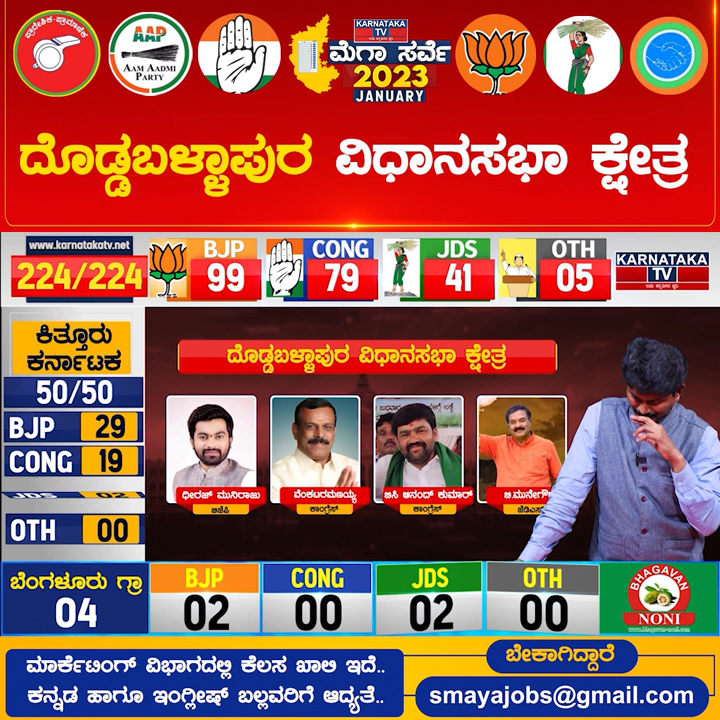 ಪ್ರಾದೇಶಿಕ-ಪ್ರಾಮಾಣಿಕ
AAP
AAM AADMI
PARTY
KARNATAKA
TV
ಮೆಗಾ ಸರ್ವೆ
2023
JANUARY
ದೊಡ್ಡಬಳ್ಳಾಪುರ ವಿಧಾನಸಭಾ ಕ್ಷೇತ್ರ
www.karnatakatv.net
224/224
BJP
99
CONG
79
JDS
41
OTH
05
KARNATAKA
TV
ಕಿತ್ತೂರು
ಕರ್ನಾಟಕ
50/50
BJP 29
CONG 19
JDS 02
OTH 00
ದೊಡ್ಡಬಳ್ಳಾಪುರ ವಿಧಾನಸಭಾ ಕ್ಷೇತ್ರ
ಧೀರಜ್ ಮುನಿರಾಜು
ಬಿಜೆಪಿ
ವೆಂಕಟರಮಣಯ್ಯ
ಕಾಂಗ್ರೆಸ್
ಬಿಸಿ ಆನಂದ್ ಕುಮಾರ್
ಕಾಂಗ್ರೆಸ್
ಬಿ.ಮುನೇಗೌ
ಜೆಡಿಎಸ್
ಬೆಂಗಳೂರು ಗ್ರಾ
04
BJP
02
CONG
00
JDS
02
OTH
00
BHAGAVAN
NONI
ಮಾರ್ಕೆಟಿಂಗ್ ವಿಭಾಗದಲ್ಲಿ ಕೆಲಸ ಖಾಲಿ ಇದೆ..
ಕನ್ನಡ ಹಾಗೂ ಇಂಗ್ಲೀಷ್ ಬಲ್ಲವರಿಗೆ ಆದ್ಯತೆ..
ಬೇಕಾಗಿದ್ದಾರೆ
smayajobs@gmail.com